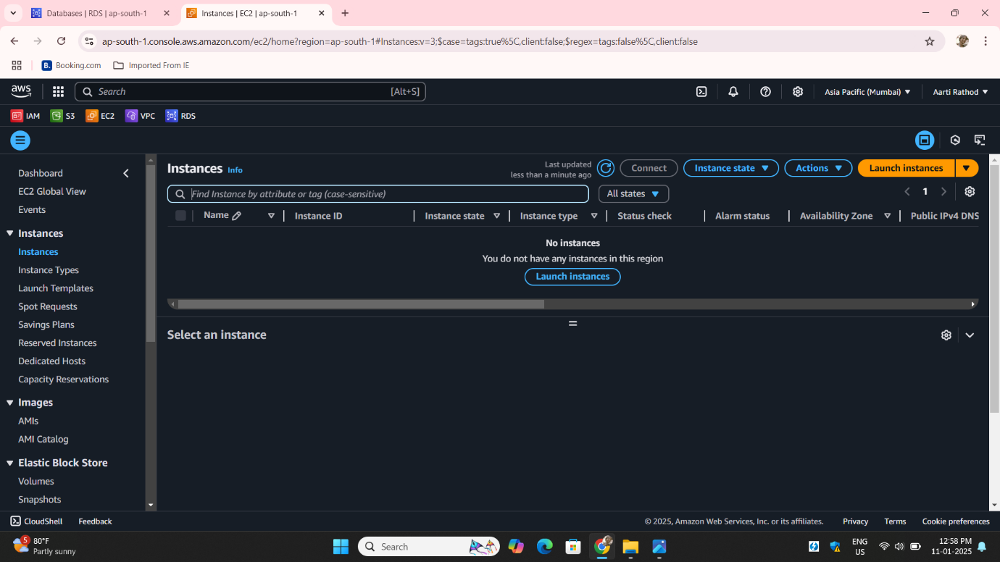 Databases | RDS | ap-south-1
Instances | EC2 | ap-south-1
ap-south-1.console.aws.amazon.com/ec2/home?region=ap-south-1#Instances:v=3;$case=tags:true%5C,client:false;$regex=tags:false%5C,client:false
B. Booking.com
Imported From IE
aws
Search
[Alt+S]
Asia Pacific (Mumbai)
Aarti Rathod
IAM
S3
EC2
VPC
RDS
Dashboard
EC2 Global View
Events
Instances
Instances
Instance Types
Launch Templates
Spot Requests
Savings Plans
Reserved Instances
Dedicated Hosts
Capacity Reservations
Images
AMIs
AMI Catalog
Elastic Block Store
Volumes
Snapshots
Instances Info
Last updated
less than a minute ago
Connect
Instance state
Actions
Launch instances
Find Instance by attribute or tag (case-sensitive)
All states
1
Name
Instance ID
Instance state
Instance type
Status check
Alarm status
Availability Zone
Public IPv4 DNS
No instances
You do not have any instances in this region
Launch instances
Select an instance
CloudShell
Feedback
© 2025, Amazon Web Services, Inc. or its affiliates.
Privacy
Terms
Cookie preferences
5
80°F
Partly sunny
Search
ENG
US
12:58 PM
11-01-2025